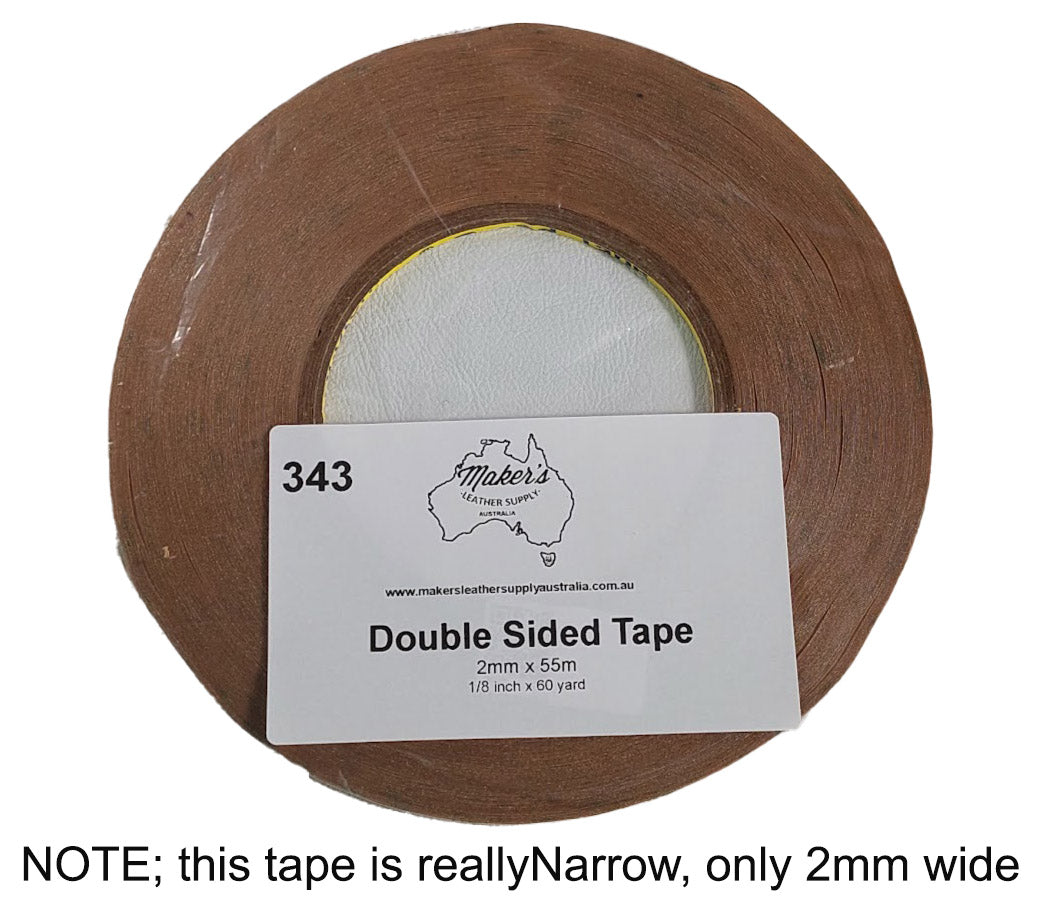 343
Maker's
LEATHER SUPPLY
AUSTRALIA
www.makersleathersupplyaustralia.com.au
Double Sided Tape
2mm x 55m
1/8 inch x 60 yard
NOTE; this tape is reallyNarrow, only 2mm wide